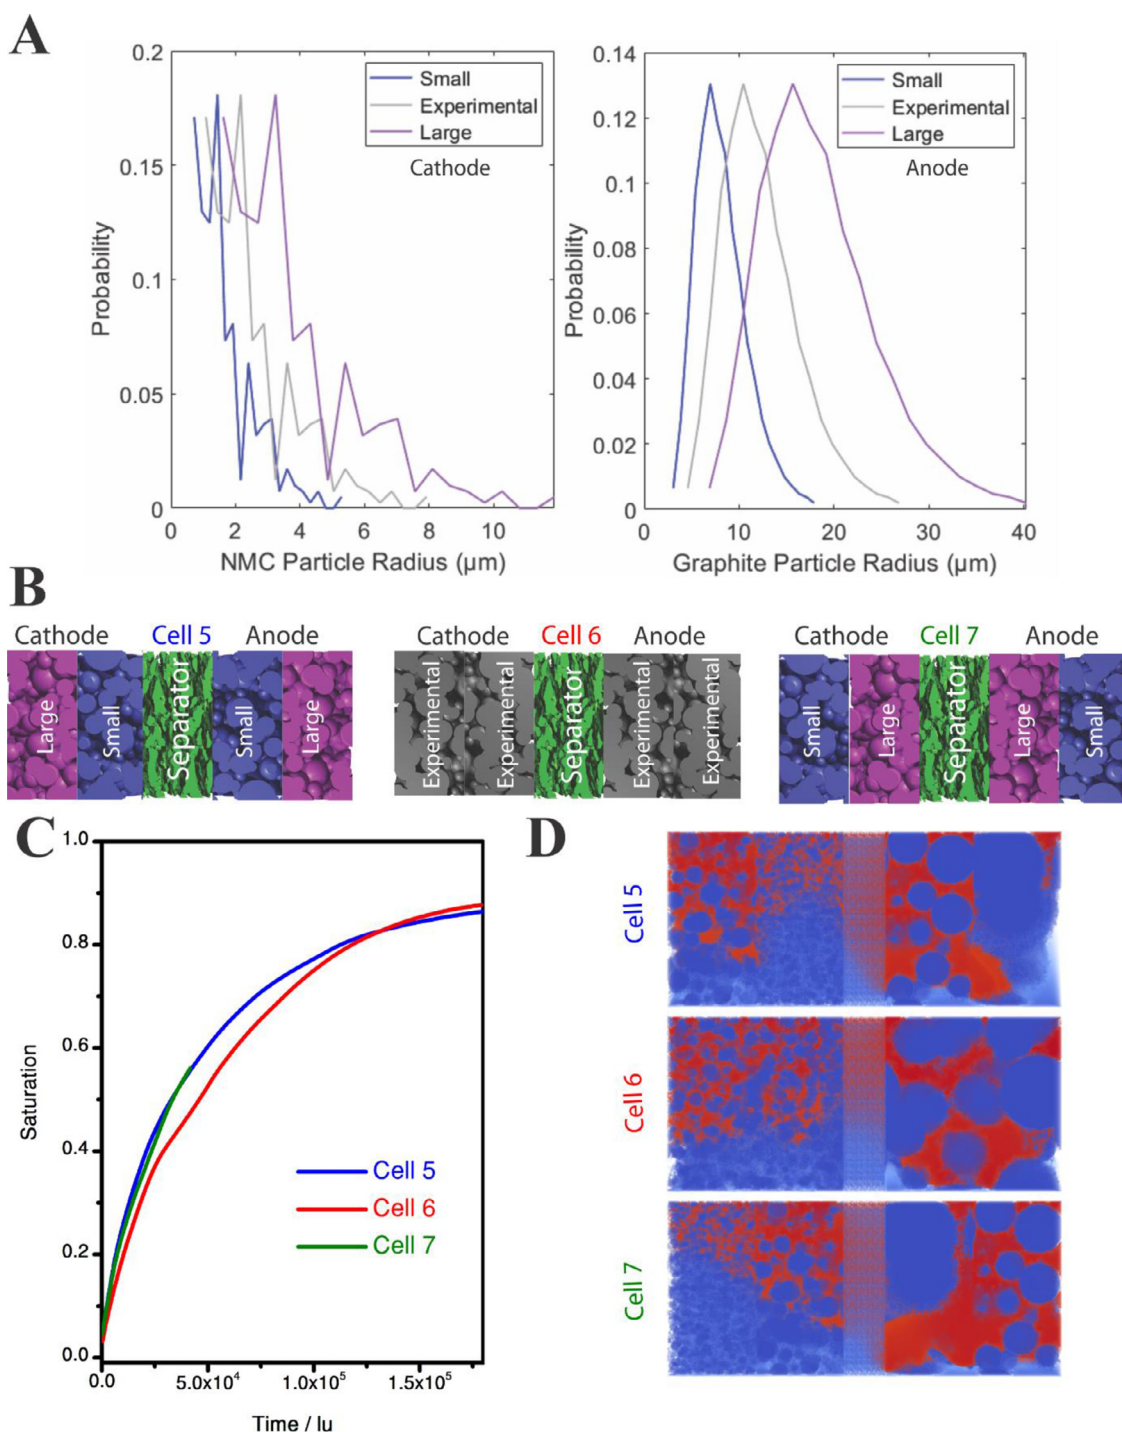 A
0.2
0.15
0.1
0.05
0
0
2
4
6
8
10
Probability
NMC Particle Radius (μm)
Small
Experimental
Large
Cathode
0.14
0.12
0.1
0.08
0.06
0.04
0.02
0
0
10
20
30
40
Probability
Graphite Particle Radius (μm)
Small
Experimental
Large
Anode
B
Cathode
Cell 5
Anode
Large
Small
Separator
Small
Large
Cathode
Cell 6
Anode
Experimental
Experimental
Separator
Experimental
Experimental
Cathode
Cell 7
Anode
Small
Large
Separator
Large
Small
C
1.0
0.8
0.6
0.4
0.2
0.0
Saturation
0.0
5.0x10⁴
1.0x10⁵
1.5x10⁵
Time / lu
Cell 5
Cell 6
Cell 7
D
Cell 5
Cell 6
Cell 7